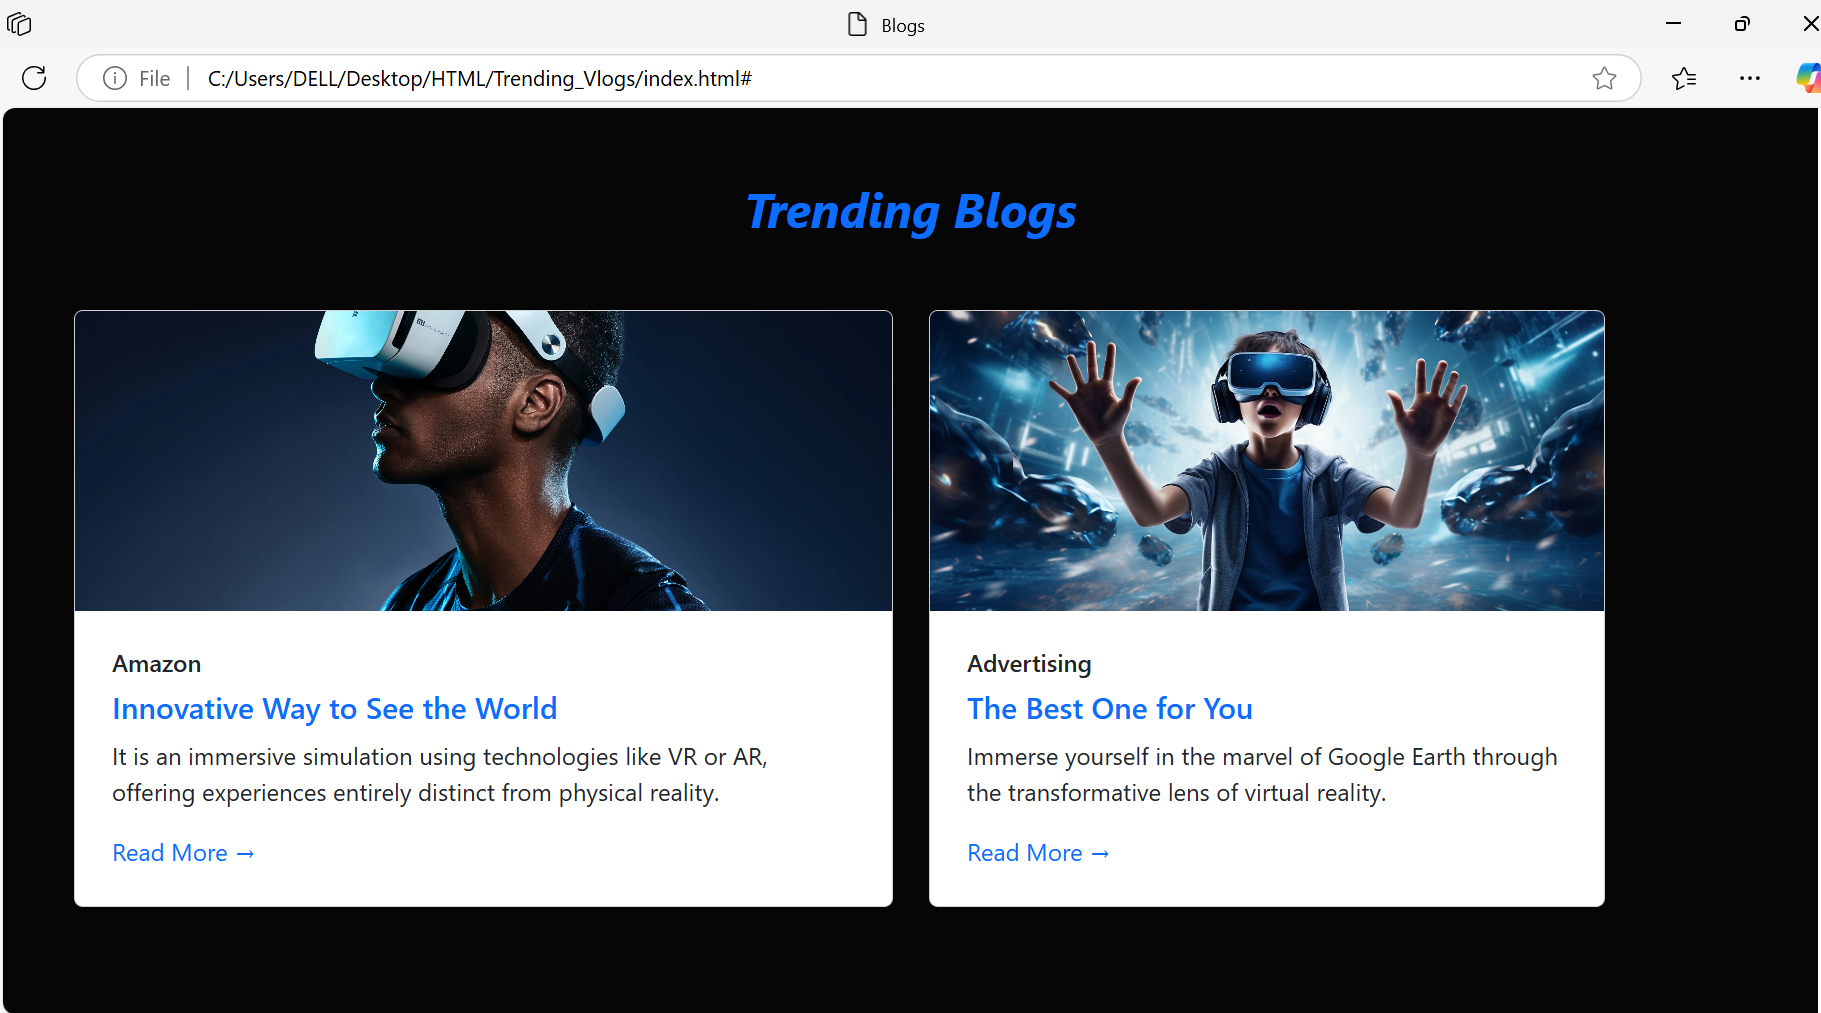 Blogs
File
C:/Users/DELL/Desktop/HTML/Trending_Vlogs/index.html#
Trending Blogs
mi
Amazon
Innovative Way to See the World
It is an immersive simulation using technologies like VR or AR,
offering experiences entirely distinct from physical reality.
Read More →
Advertising
The Best One for You
Immerse yourself in the marvel of Google Earth through
the transformative lens of virtual reality.
Read More →